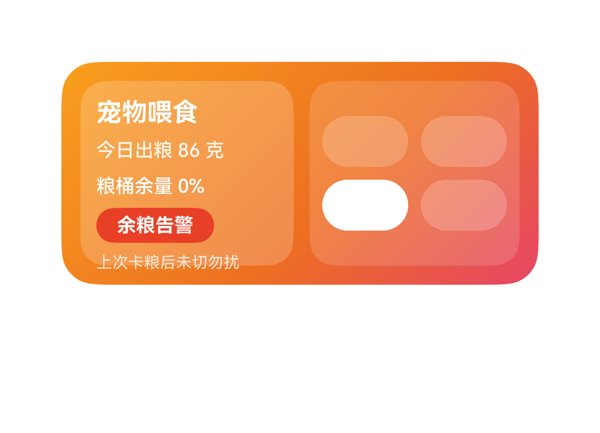 宠物喂食
今日出粮 86 克
粮桶余量 0%
余粮告警
上次卡粮后未切勿扰